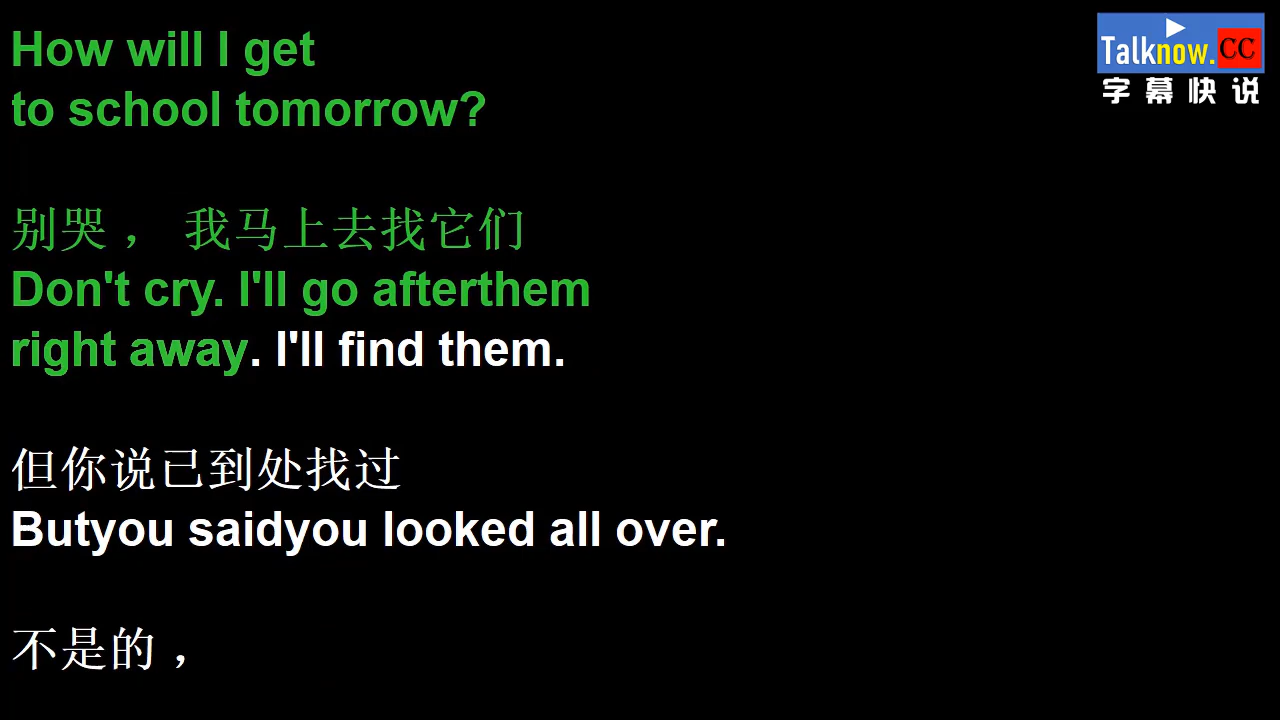 How will I get
to school tomorrow?
别哭， 我马上去找它们
Don't cry. I'll go afterthem
right away. I'll find them.
但你说已到处找过
Butyou saidyou looked all over.
不是的，
Talknow.CC
字幕快说